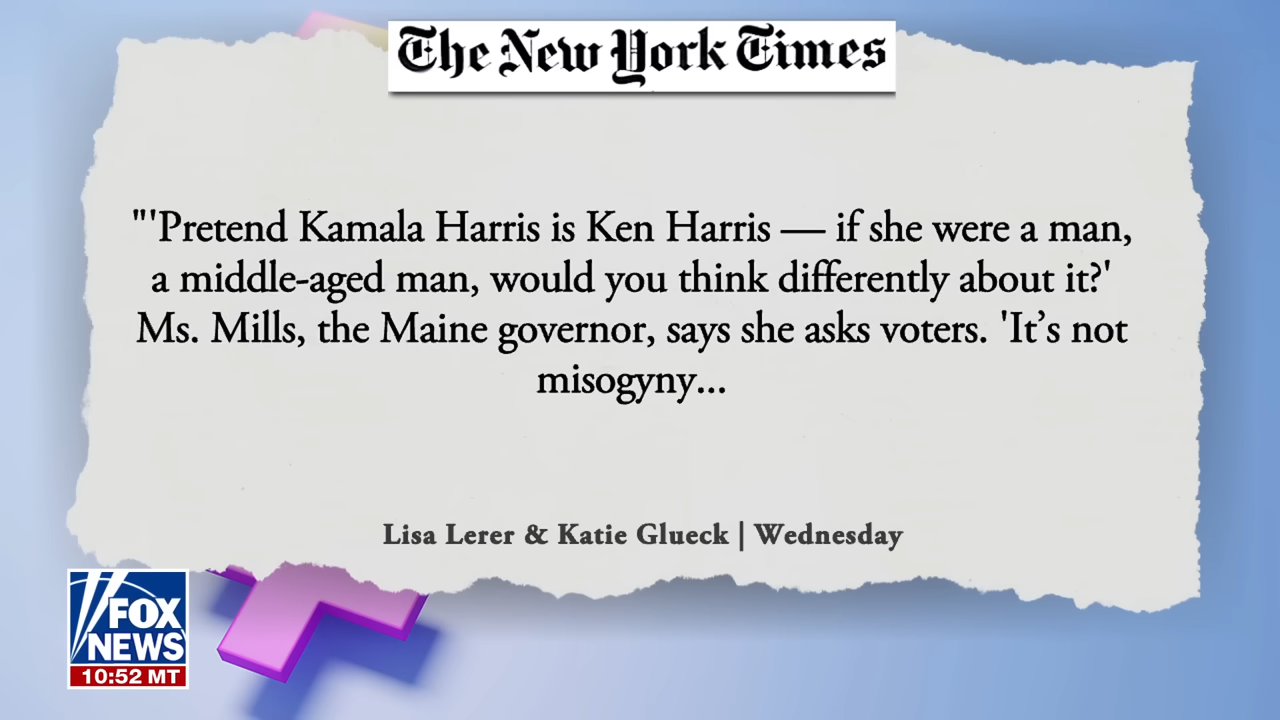 The New York Times
"'Pretend Kamala Harris is Ken Harris — if she were a man,
a middle-aged man, would you think differently about it?'
Ms. Mills, the Maine governor, says she asks voters. 'It’s not
misogyny...
Lisa Lerer & Katie Glueck | Wednesday
FOX
NEWS
10:52 MT